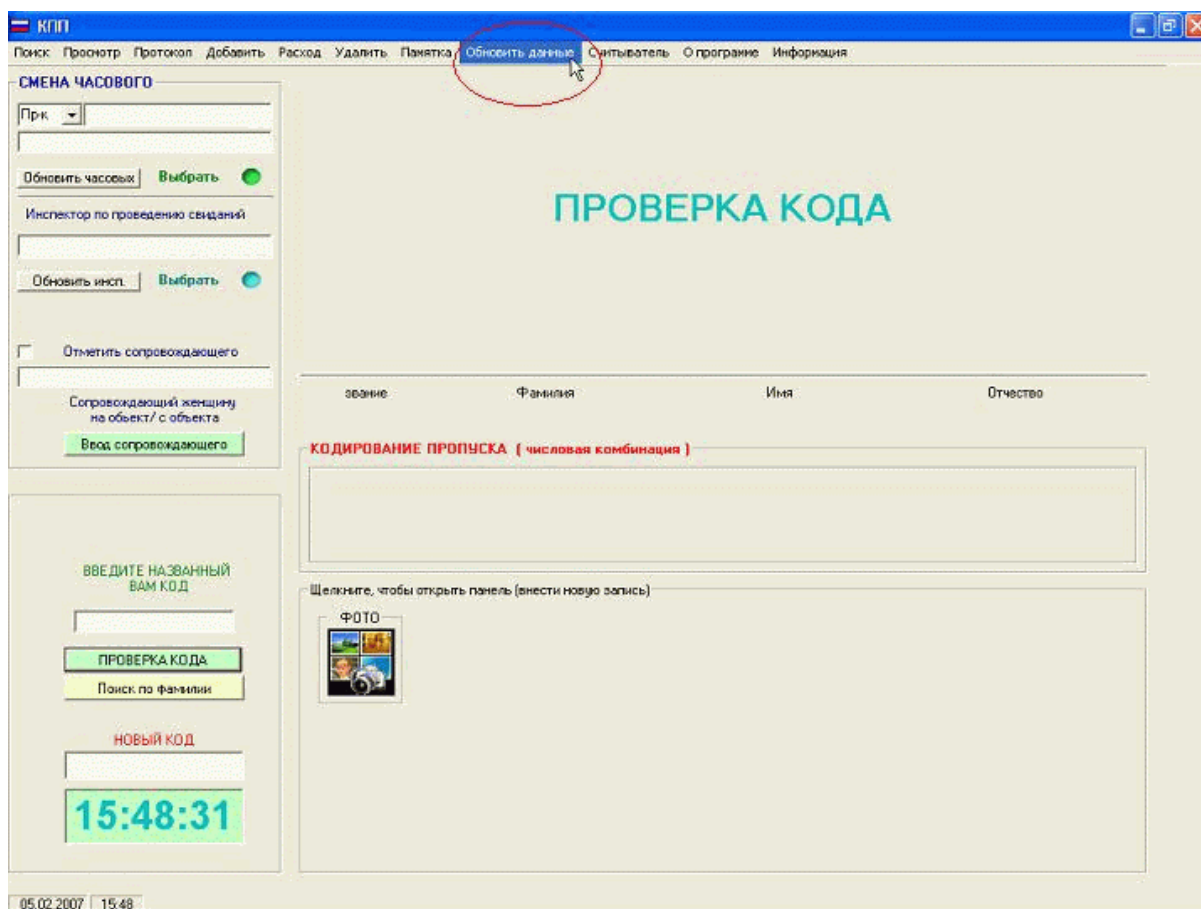 КПП
Поиск Просмотр Протокол Добавить Расход Удалить Памятка Обновить данные Считыватель О программе Информация
СМЕНА ЧАСОВОГО
Прк
Обновить часовых Выбрать
Инспектор по проведению свиданий
Обновить инсп. Выбрать
Отметить сопровождающего
Сопровождающий женщину
на объект/ с объекта
Ввод сопровождающего
ПРОВЕРКА КОДА
звание Фамилия Имя Отчество
КОДИРОВАНИЕ ПРОПУСКА ( числовая комбинация )
ВВЕДИТЕ НАЗВАННЫЙ
ВАМ КОД
ПРОВЕРКА КОДА
Поиск по фамилии
НОВЫЙ КОД
15:48:31
Щелкните, чтобы открыть панель (внести новую запись)
ФОТО
05.02.2007 15:48